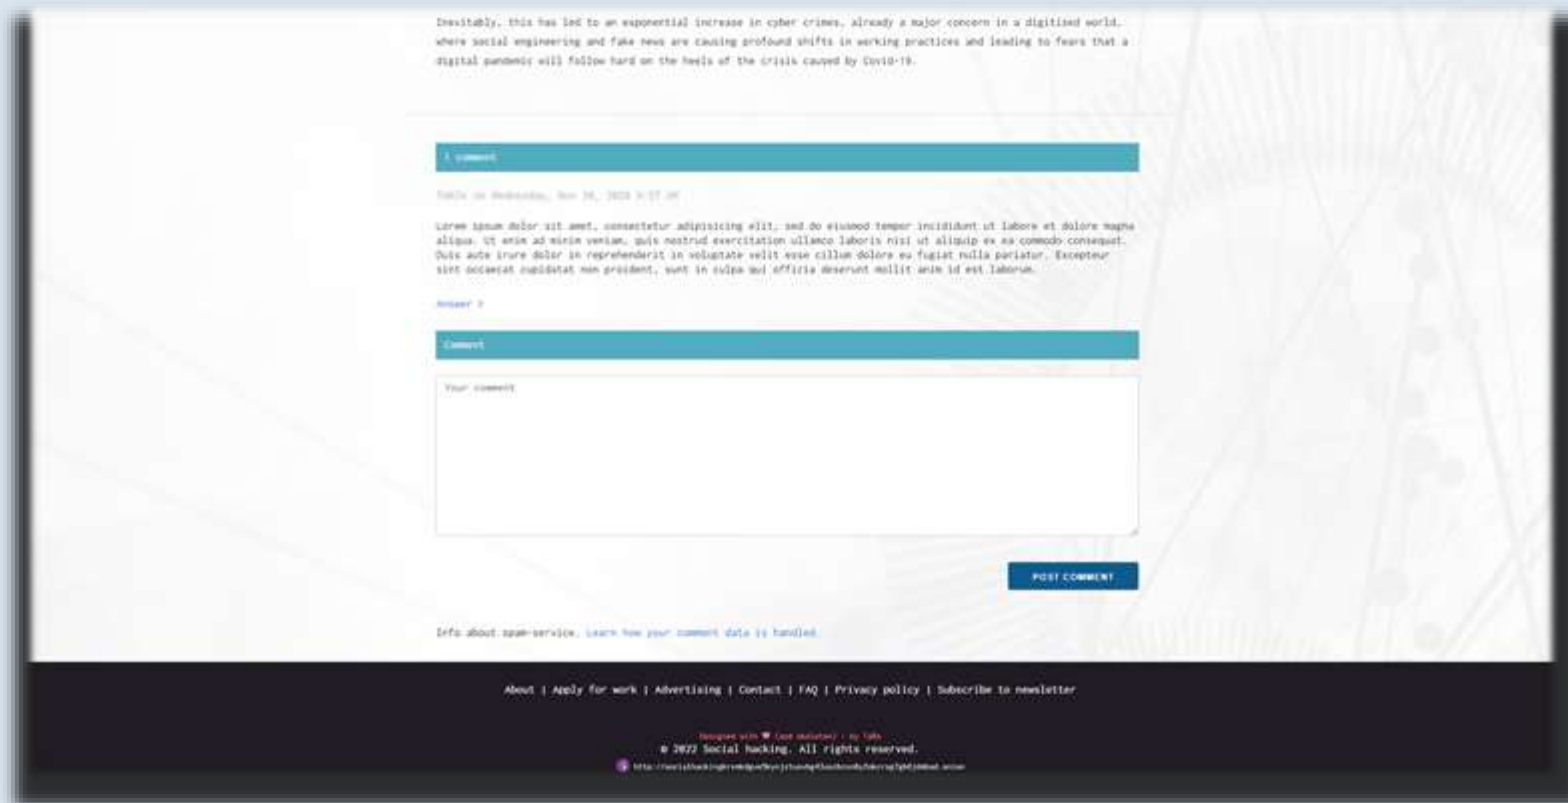 Inevitably, this has led to an exponential increase in cyber crimes, already a major concern in a digitised world,
where social engineering and fake news are causing profound shifts in working practices and leading to fears that a
digital pandemic will follow hard on the heels of the crisis caused by Covid-19.
1 comment
on Wednesday,
Lorem ipsum dolor sit amet, consectetur adipisicing elit, sed do eiusmod tempor incididunt ut labore et dolore magna
aliqua. Ut enim ad minim veniam, quis nostrud exercitation ullamco laboris nisi ut aliquip ex ea commodo consequat.
Duis aute irure dolor in reprehenderit in voluptate velit esse cillum dolore eu fugiat nulla pariatur. Excepteur
sint occaecat cupidatat non proident, sunt in culpa qui officia deserunt mollit anim id est laborum.
Answer
Comment
Your comment
POST COMMENT
Info about spam-service. Learn how your comment data is handled.
About | Apply for work | Advertising | Contact | FAQ | Privacy policy | Subscribe to newsletter
Designed with ♥ by
© 2022 Social hacking. All rights reserved.